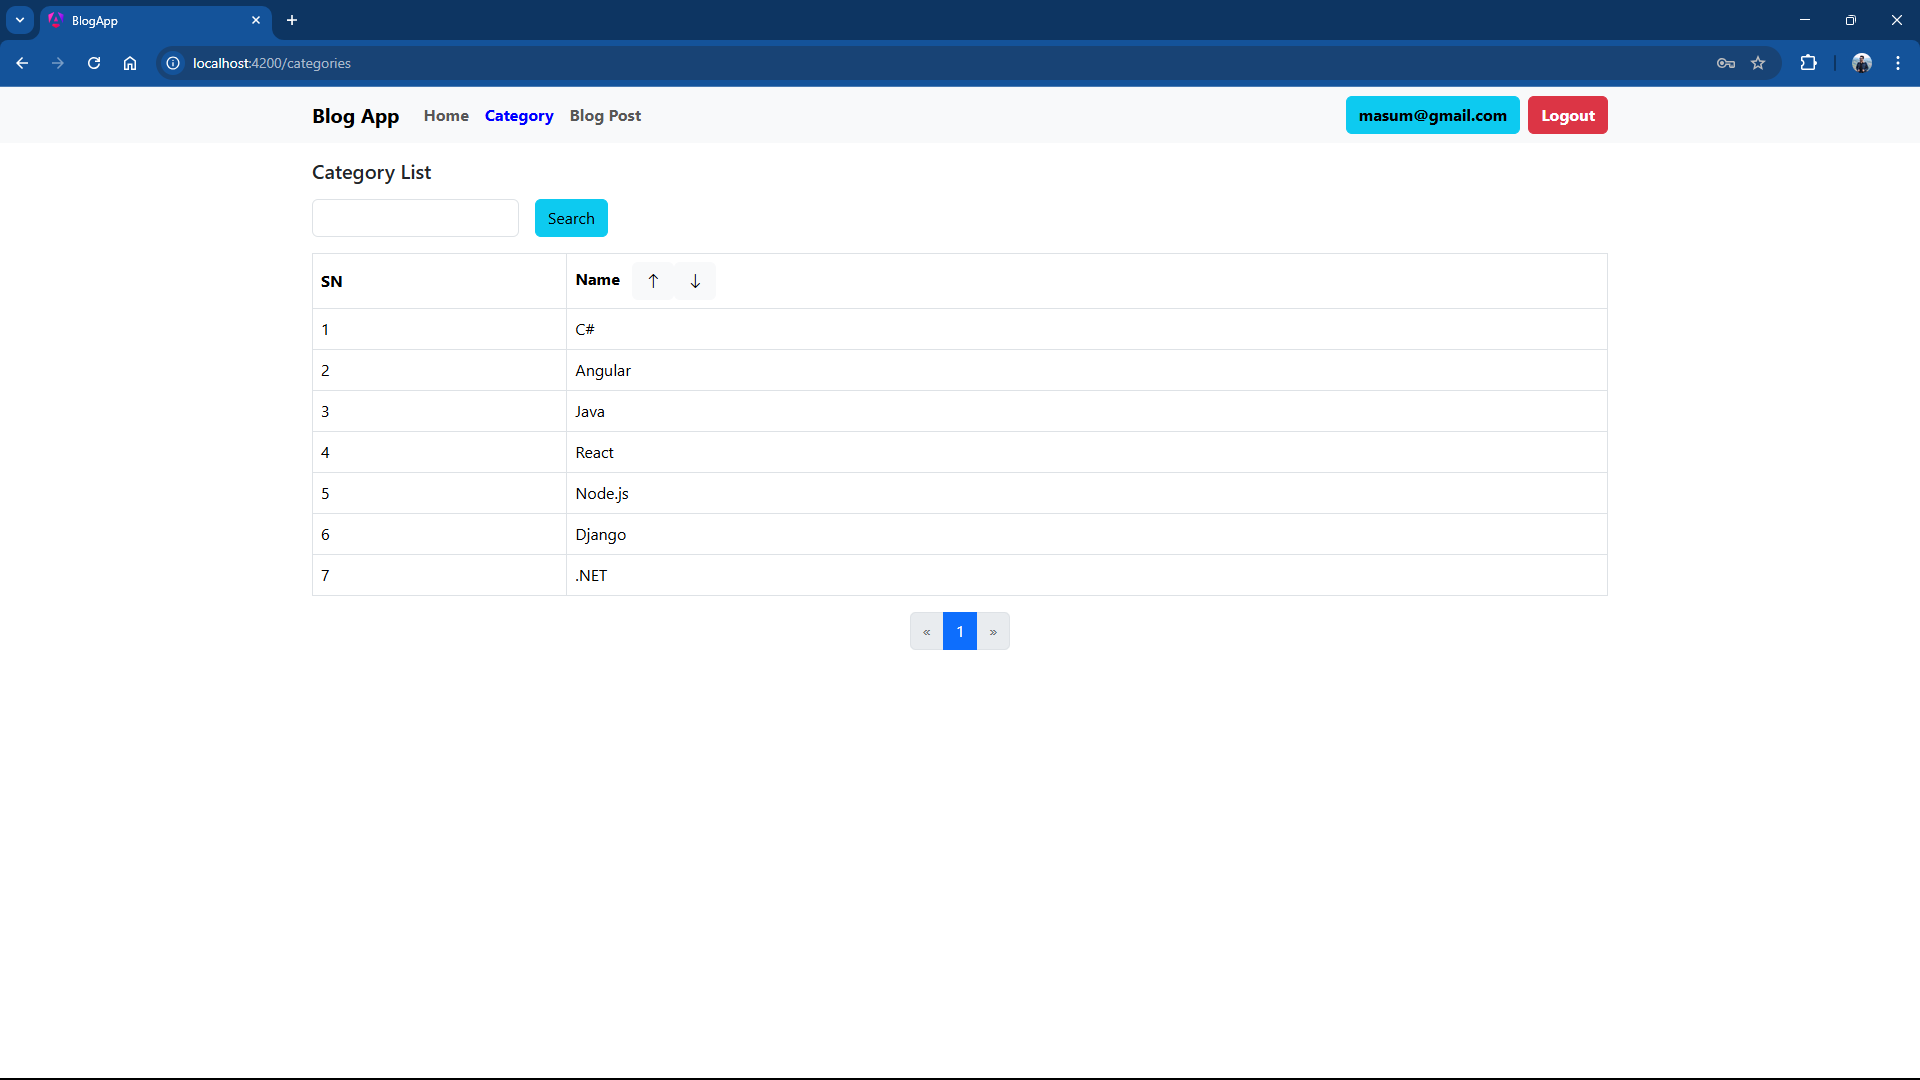 BlogApp
localhost:4200/categories
Blog App Home Category Blog Post masum@gmail.com Logout
Category List
Search
SN Name ↑ ↓
1 C#
2 Angular
3 Java
4 React
5 Node.js
6 Django
7 .NET
« 1 »